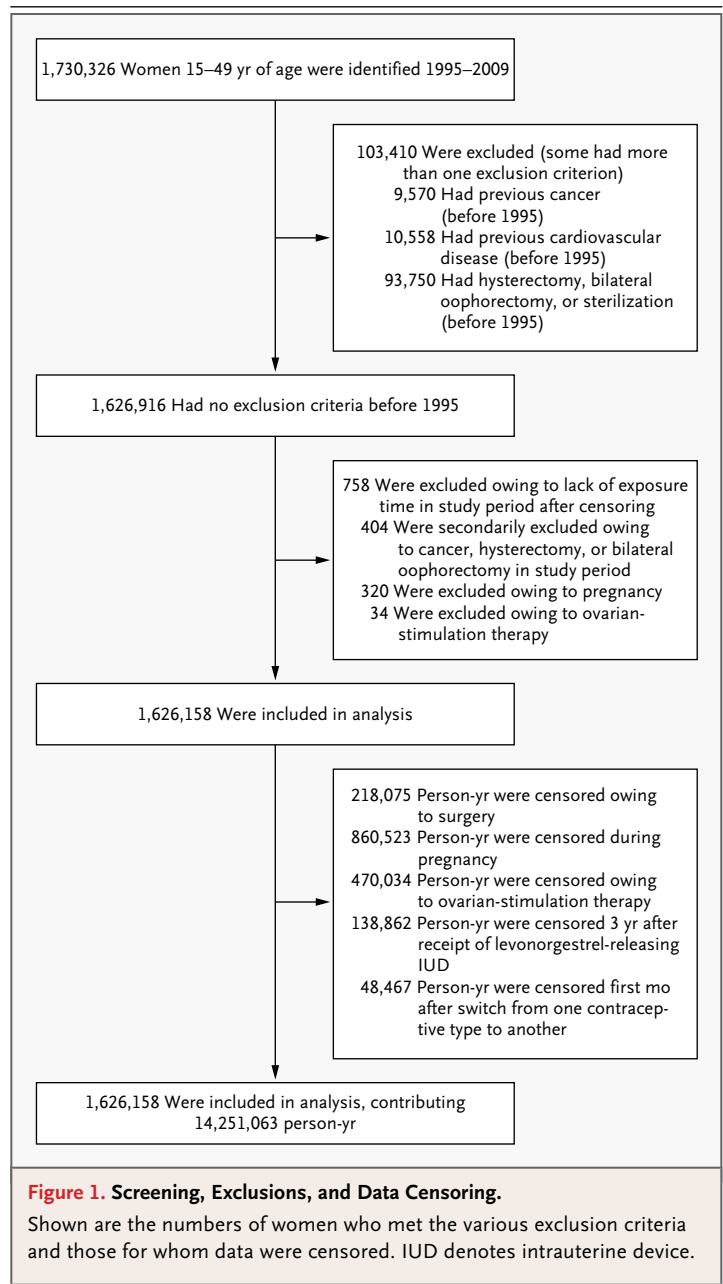 1,730,326 Women 15–49 yr of age were identified 1995–2009
103,410 Were excluded (some had more
than one exclusion criterion)
9,570 Had previous cancer
(before 1995)
10,558 Had previous cardiovascular
disease (before 1995)
93,750 Had hysterectomy, bilateral
oophorectomy, or sterilization
(before 1995)
1,626,916 Had no exclusion criteria before 1995
758 Were excluded owing to lack of exposure
time in study period after censoring
404 Were secondarily excluded owing
to cancer, hysterectomy, or bilateral
oophorectomy in study period
320 Were excluded owing to pregnancy
34 Were excluded owing to ovarian-
stimulation therapy
1,626,158 Were included in analysis
218,075 Person-yr were censored owing
to surgery
860,523 Person-yr were censored during
pregnancy
470,034 Person-yr were censored owing
to ovarian-stimulation therapy
138,862 Person-yr were censored 3 yr after
receipt of levonorgestrel-releasing
IUD
48,467 Person-yr were censored first mo
after switch from one contracep-
tive type to another
1,626,158 Were included in analysis, contributing
14,251,063 person-yr
Figure 1. Screening, Exclusions, and Data Censoring.
Shown are the numbers of women who met the various exclusion criteria
and those for whom data were censored. IUD denotes intrauterine device.